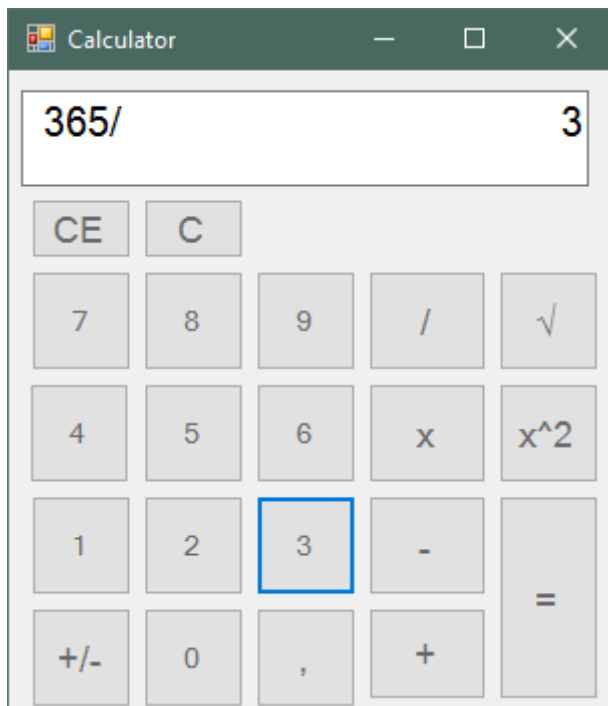 Calculator
365/ 3
CE C
7 8 9 / √
4 5 6 x x^2
1 2 3 -
=
+/- 0 , +